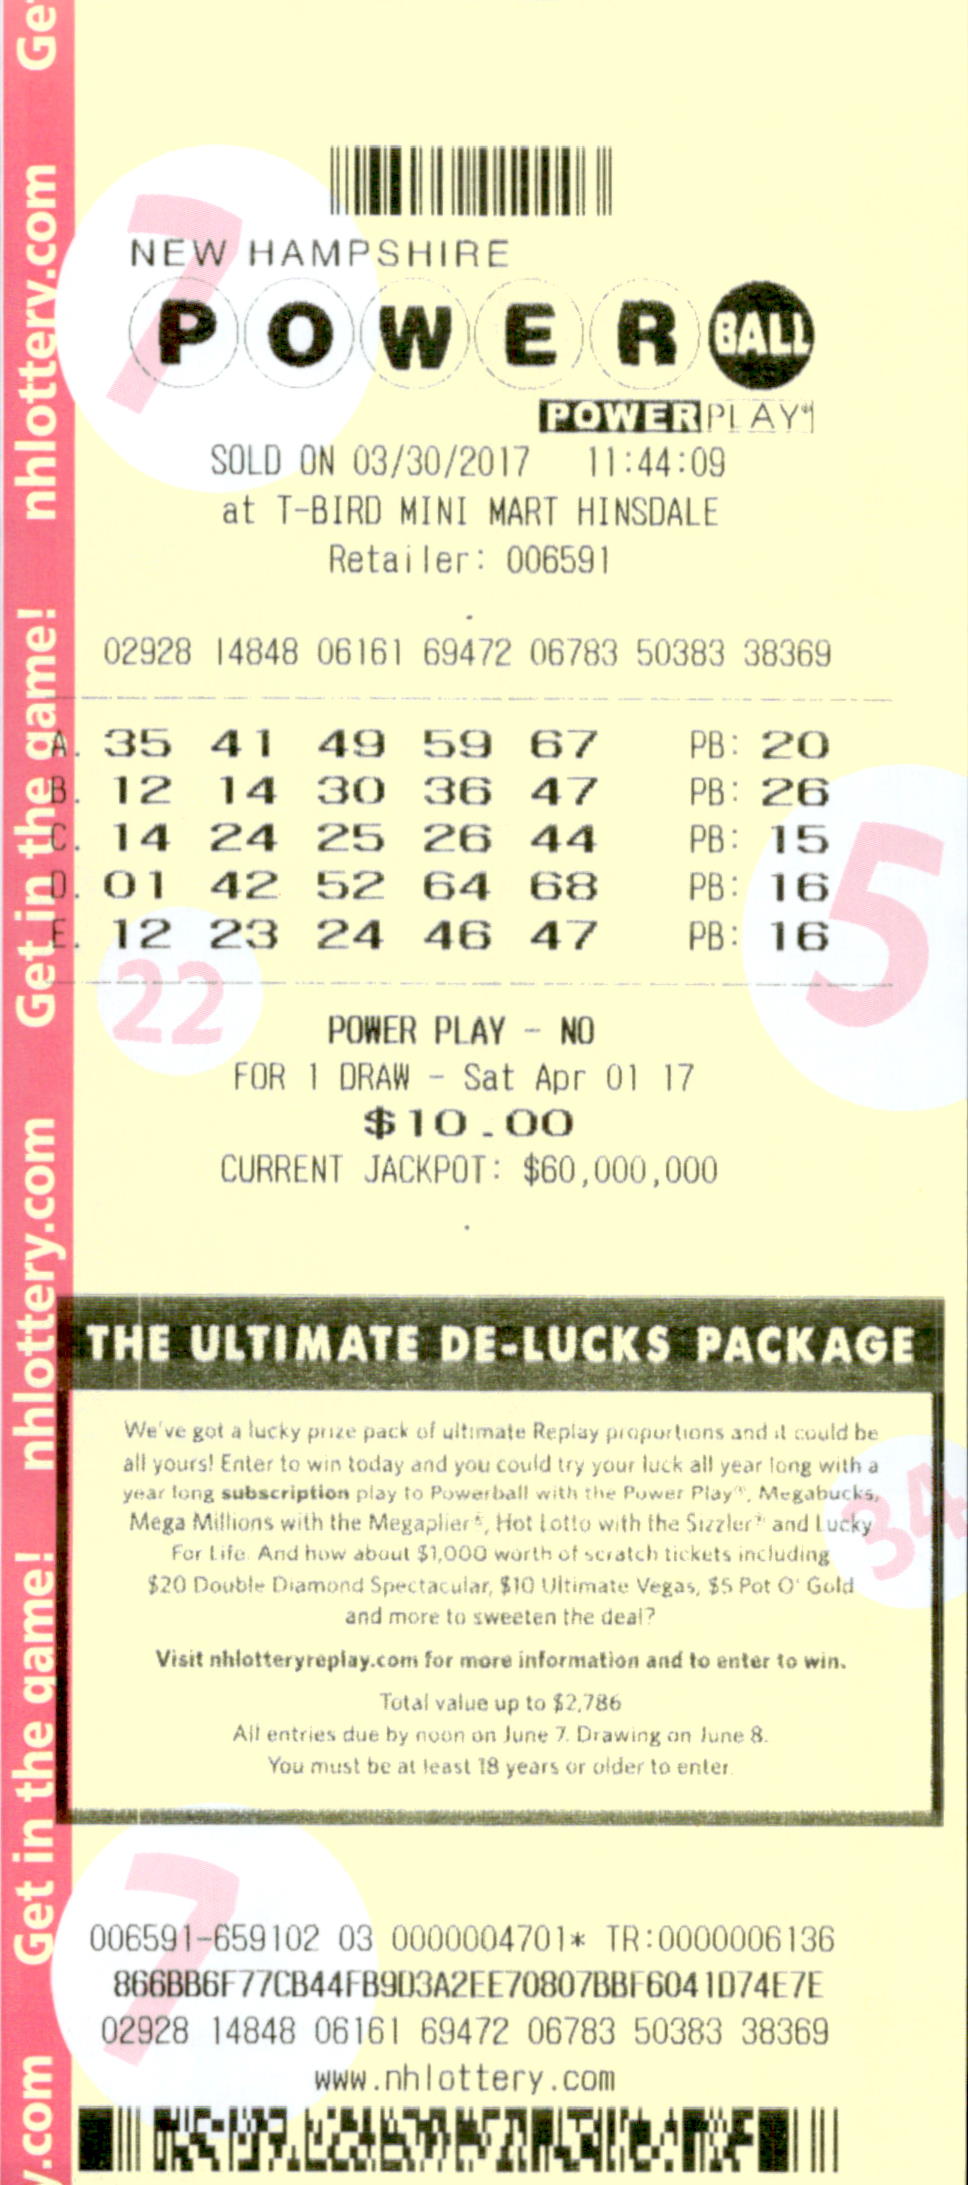 7
NEW HAMPSHIRE
POWER BALL
POWER PLAY
SOLD ON 03/30/2017 11:44:09
at T-BIRD MINI MART HINSDALE
Retailer: 006591
02928 14848 06161 69472 06783 50383 38369
A. 35 41 49 59 67 PB: 20
B. 12 14 30 36 47 PB: 26
C. 14 24 25 26 44 PB: 15
D. 01 42 52 64 68 PB: 16
E. 12 23 24 46 47 PB: 16
5
22
POWER PLAY - NO
FOR 1 DRAW - Sat Apr 01 17
$10.00
CURRENT JACKPOT: $60,000,000
THE ULTIMATE DE-LUCKS PACKAGE
We've got a lucky prize pack of ultimate Replay proportions and it could be
all yours! Enter to win today and you could try your luck all year long with a
year long subscription play to Powerball with the Power Play®, Megabucks,
Mega Millions with the Megaplier®, Hot Lotto with the Sizzler® and Lucky
For Life. And how about $1,000 worth of scratch tickets including
$20 Double Diamond Spectacular, $10 Ultimate Vegas, $5 Pot O' Gold
and more to sweeten the deal?
34
Visit nhlotteryreplay.com for more information and to enter to win.
Total value up to $2,786
All entries due by noon on June 7. Drawing on June 8.
You must be at least 18 years or older to enter.
7
006591-659102 03 0000004701* TR:0000006136
866BB6F77CB44FB9D3A2EE70807BBF6041D74E7E
02928 14848 06161 69472 06783 50383 38369
www.nhlottery.com
y.com Get in the game! nhlottery.com Get in the game! nhlottery.com Ge